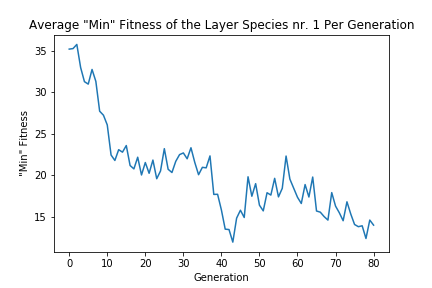 Average "Min" Fitness of the Layer Species nr. 1 Per Generation
35
30
25
20
15
"Min" Fitness
0 10 20 30 40 50 60 70 80
Generation